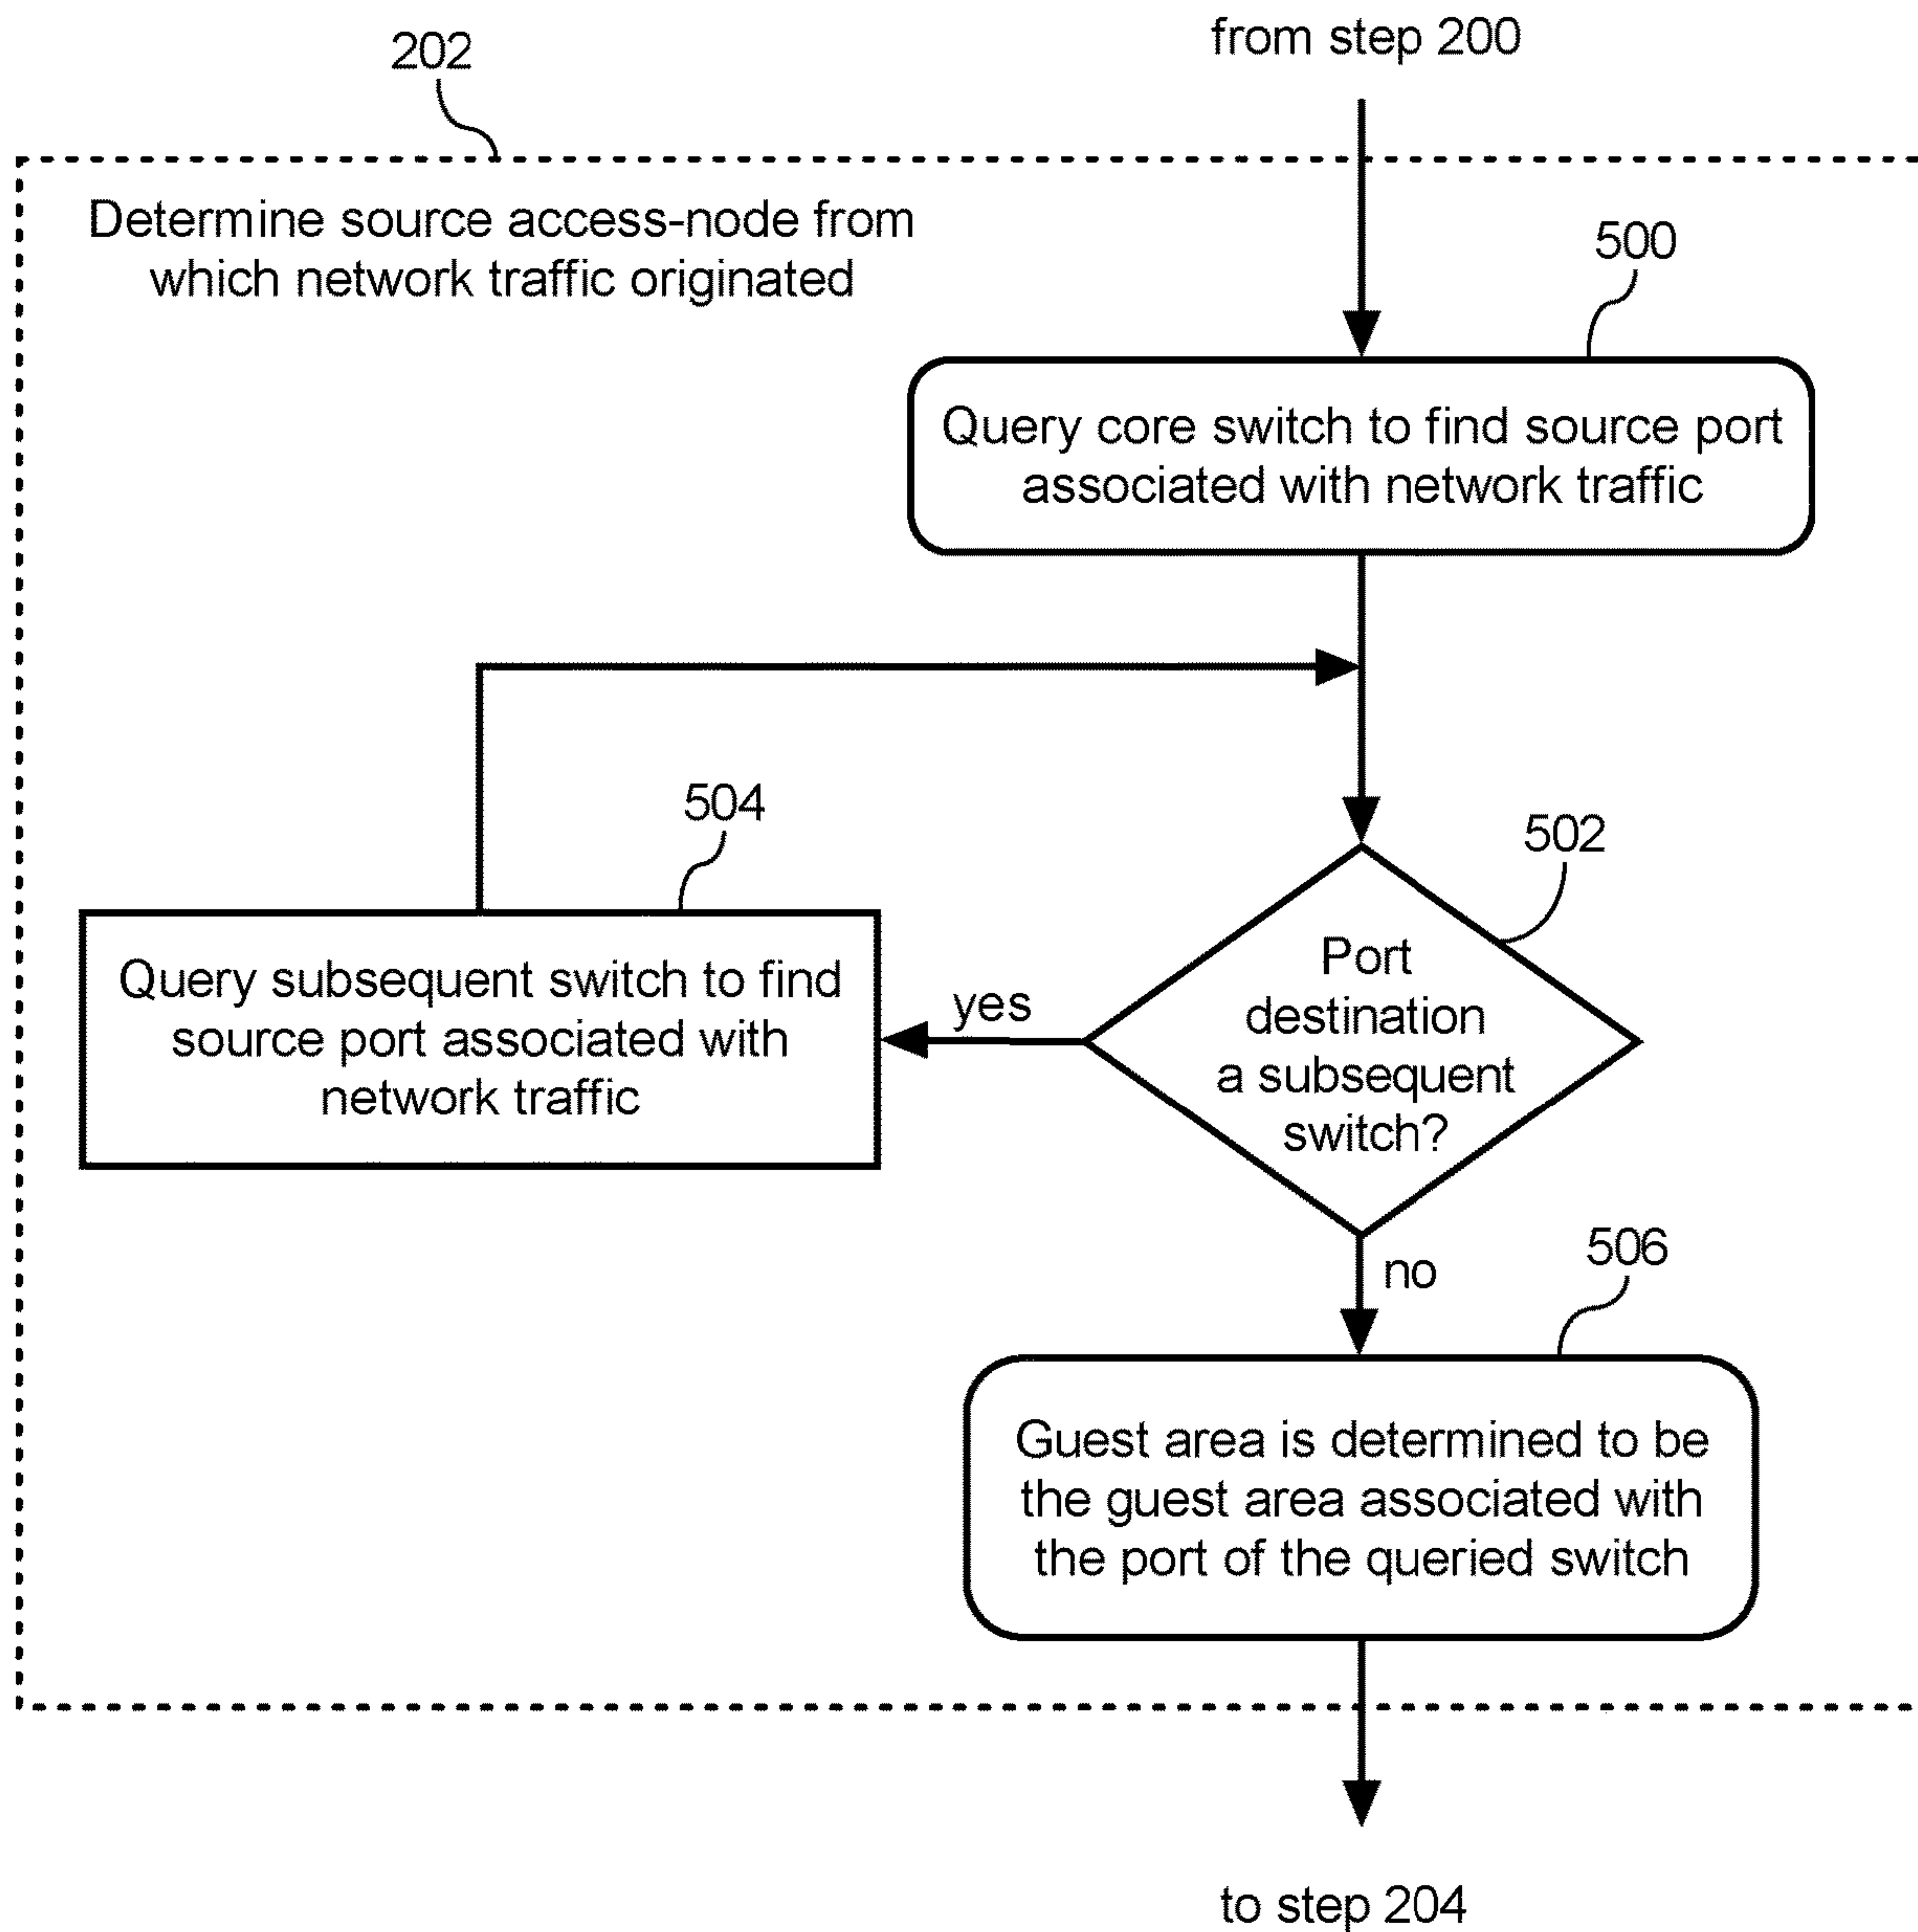 202
from step 200
Determine source access-node from
which network traffic originated
500
Query core switch to find source port
associated with network traffic
504
502
Query subsequent switch to find
source port associated with
network traffic
yes
Port
destination
a subsequent
switch?
no
506
Guest area is determined to be
the guest area associated with
the port of the queried switch
to step 204